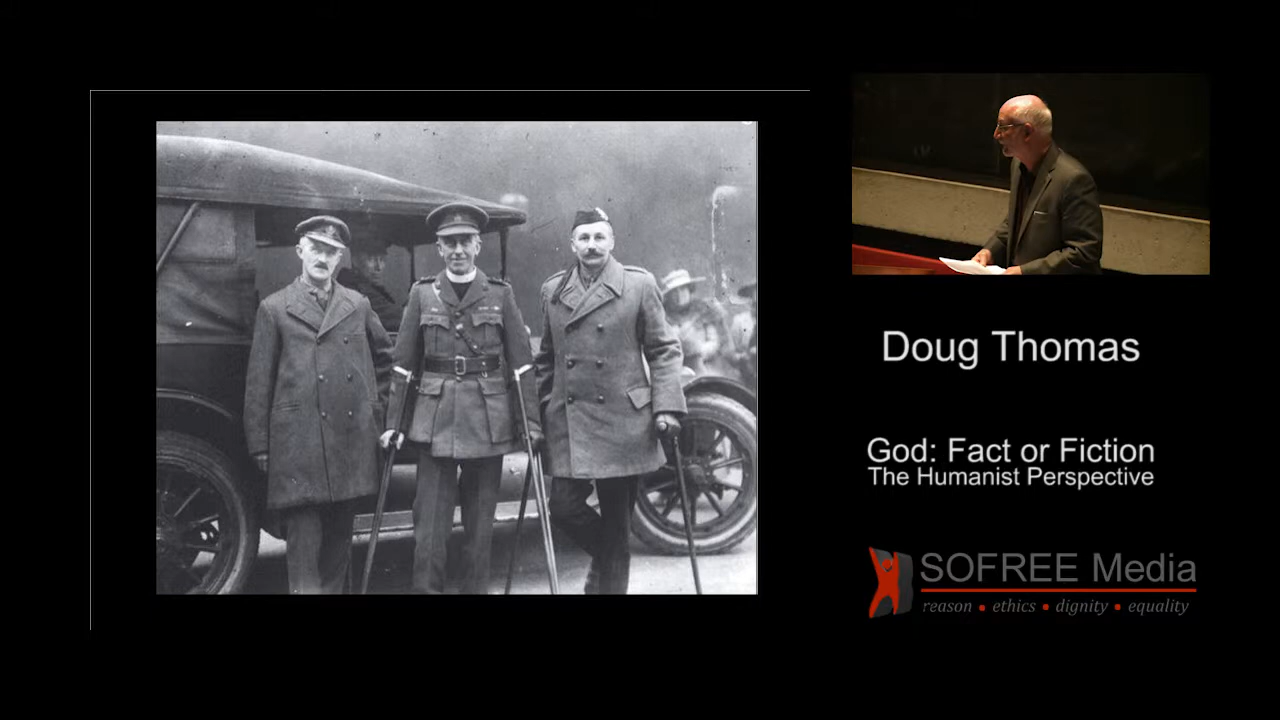 Doug Thomas
God: Fact or Fiction
The Humanist Perspective
SOFREE Media
reason • ethics • dignity • equality